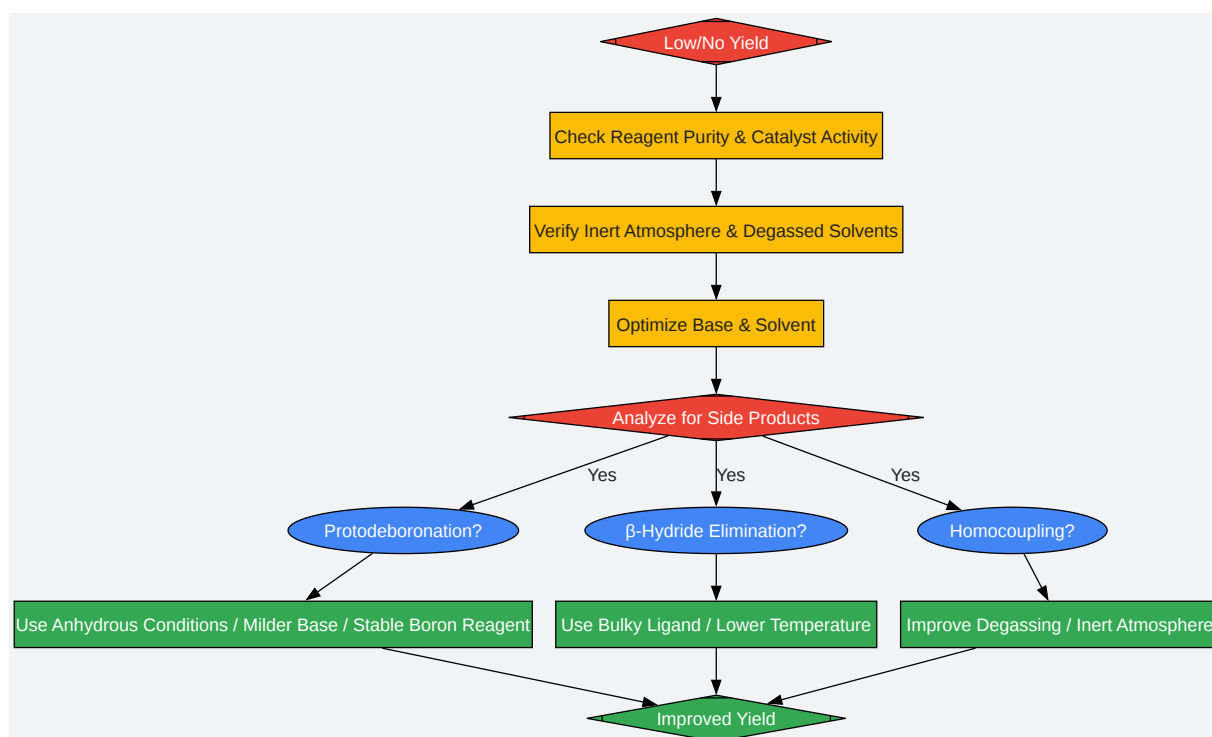 Low/No Yield
Check Reagent Purity & Catalyst Activity
Verify Inert Atmosphere & Degassed Solvents
Optimize Base & Solvent
Analyze for Side Products
Yes
Yes
Yes
Protodeboronation?
β-Hydride Elimination?
Homocoupling?
Use Anhydrous Conditions / Milder Base / Stable Boron Reagent
Use Bulky Ligand / Lower Temperature
Improve Degassing / Inert Atmosphere
Improved Yield